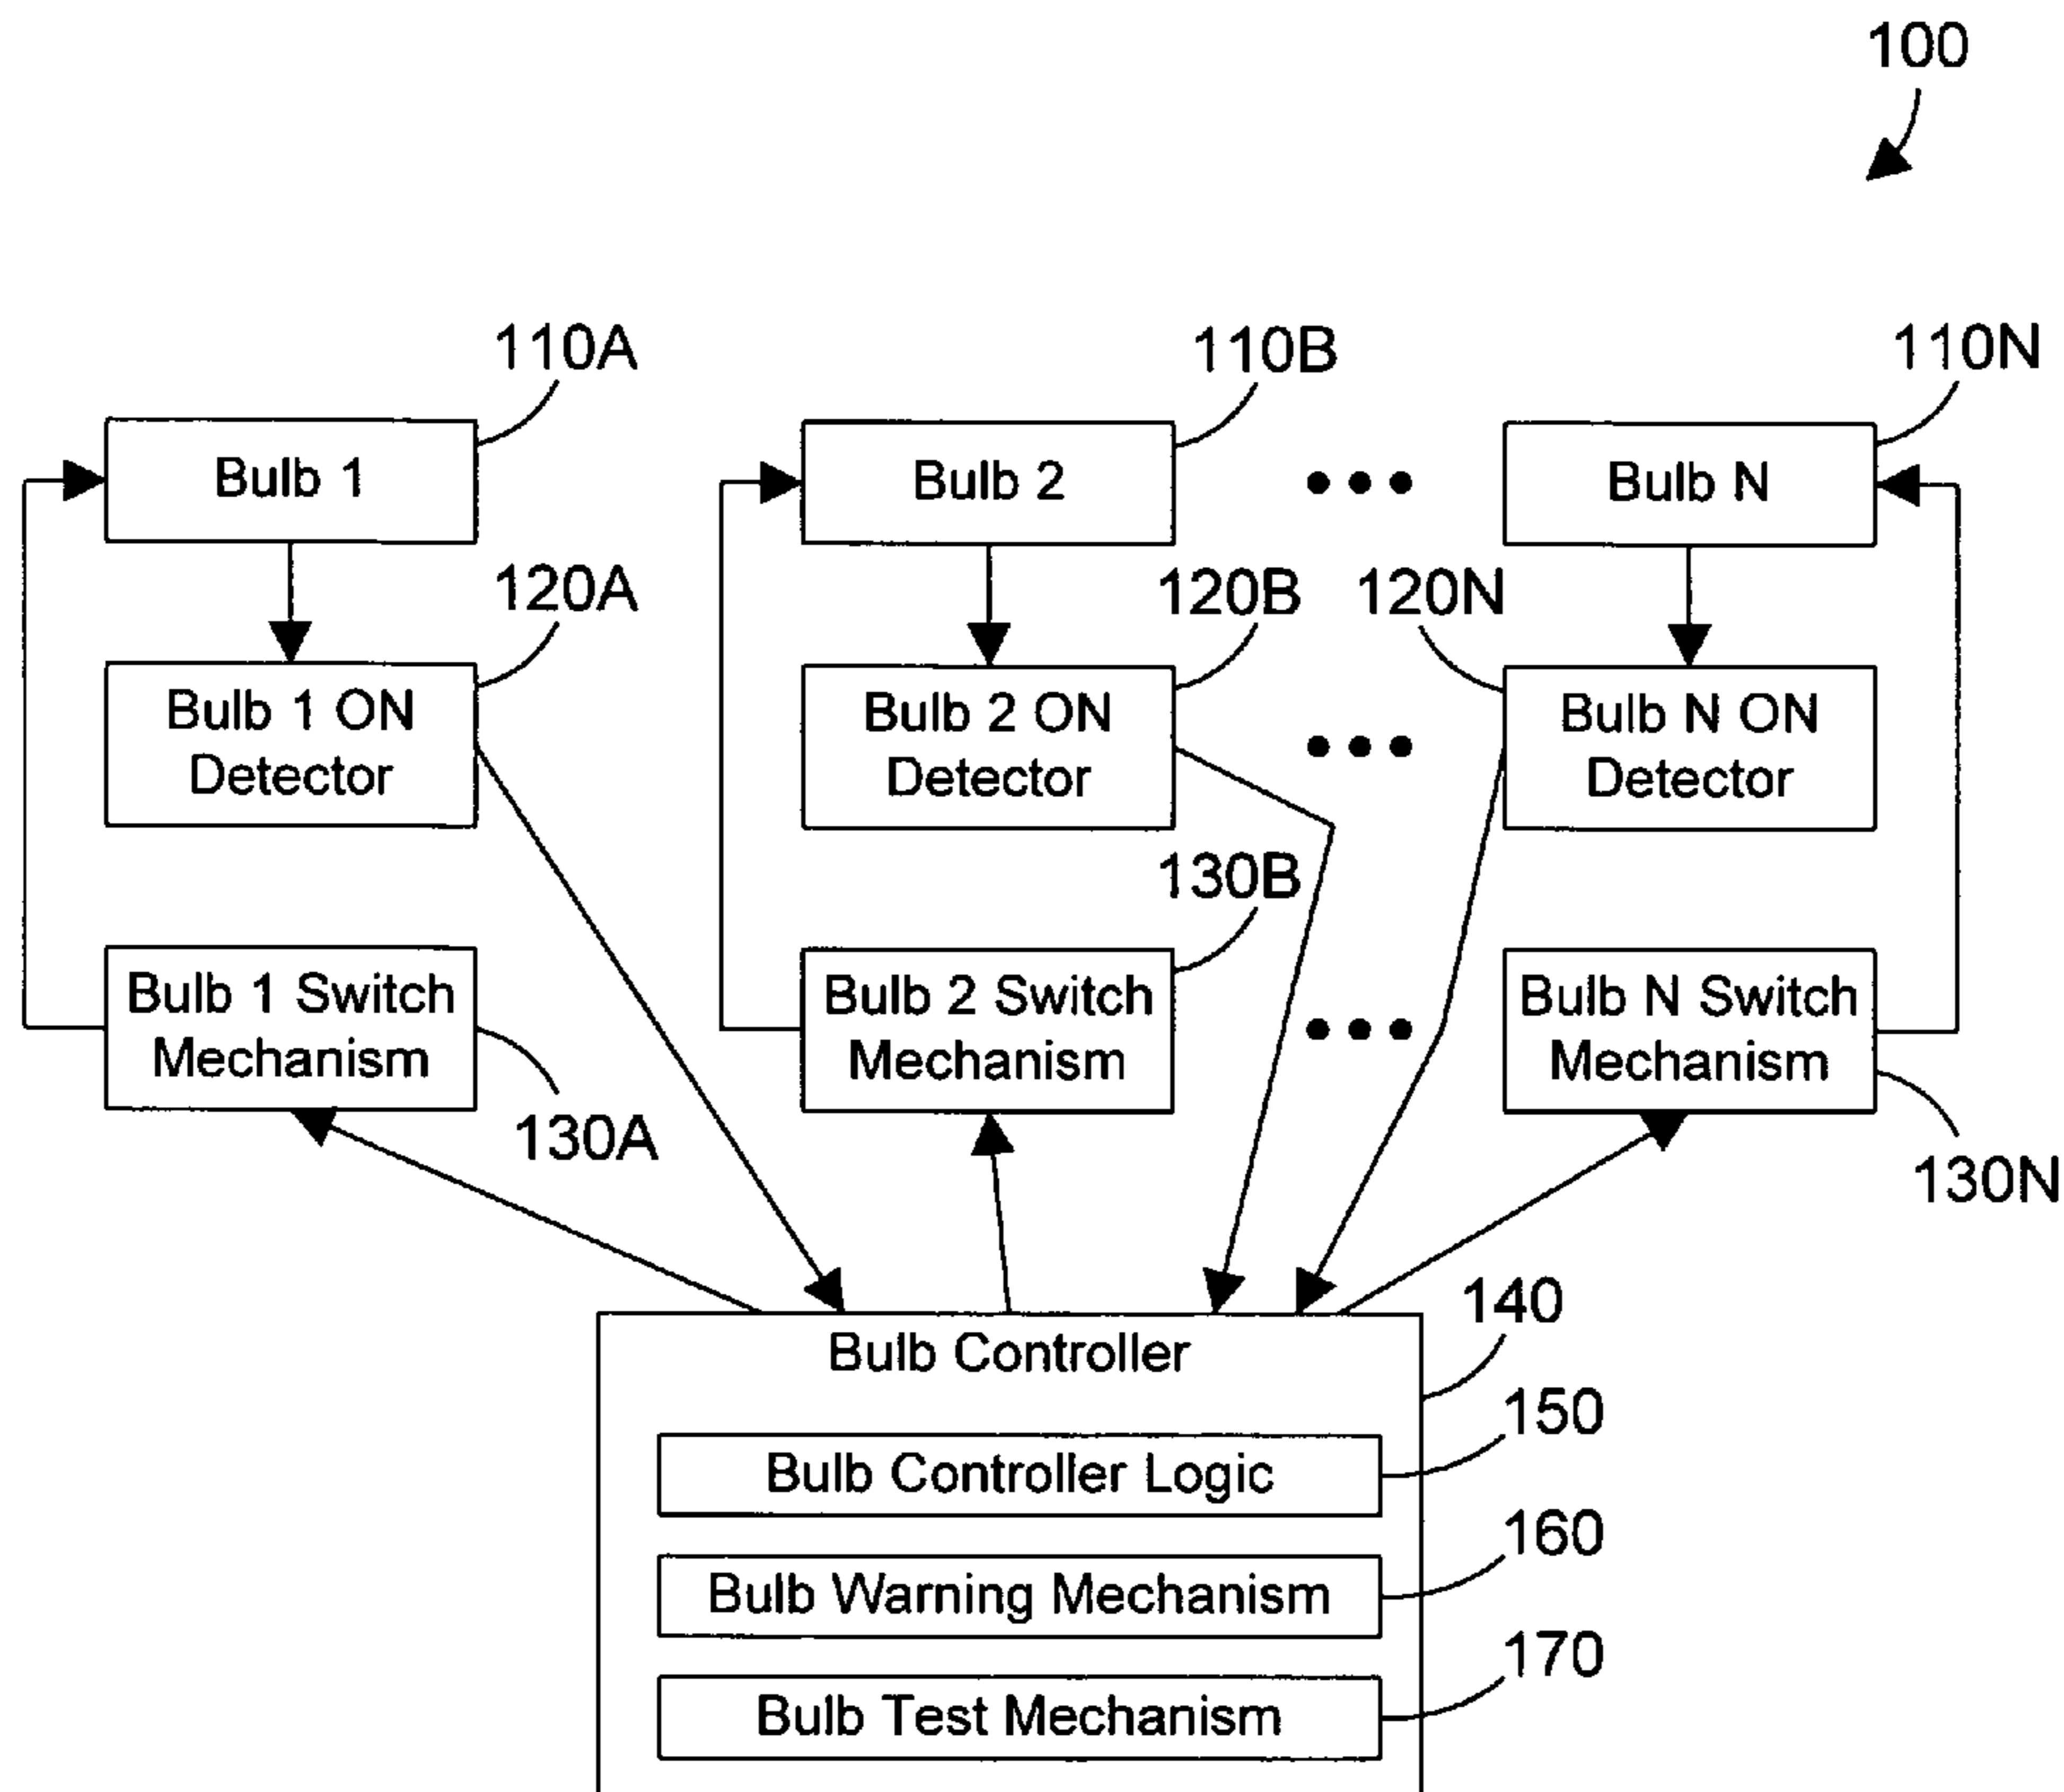 100
110A
110B
110N
Bulb 1
Bulb 2
Bulb N
120A
120B
120N
Bulb 1 ON
Detector
Bulb 2 ON
Detector
Bulb N ON
Detector
130B
Bulb 1 Switch
Mechanism
Bulb 2 Switch
Mechanism
Bulb N Switch
Mechanism
130A
130N
140
Bulb Controller
150
Bulb Controller Logic
160
Bulb Warning Mechanism
170
Bulb Test Mechanism